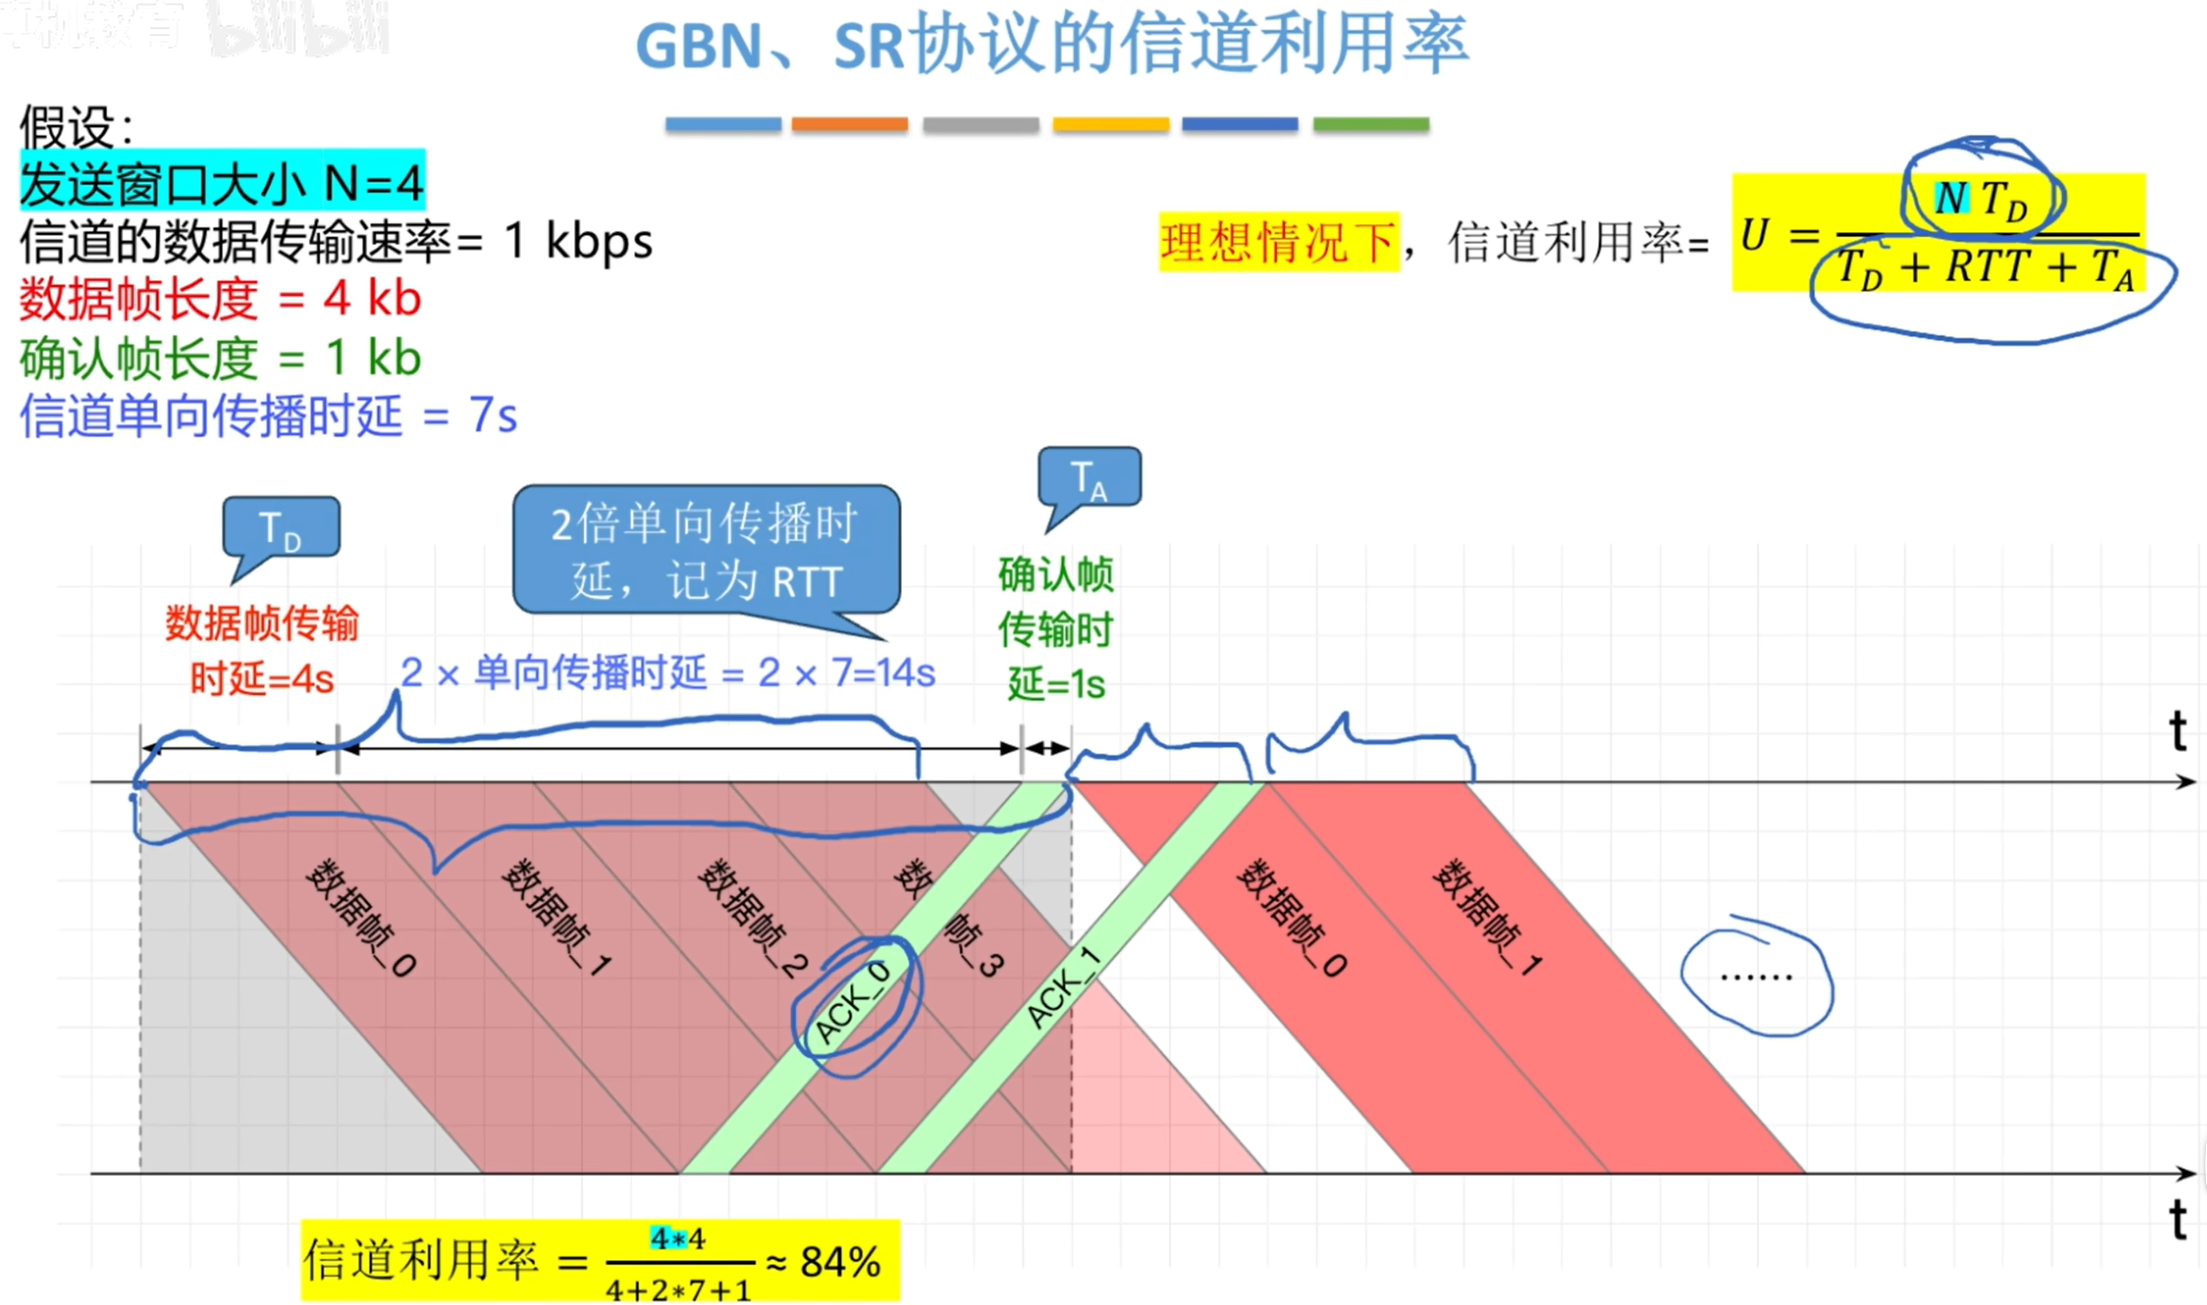 bilibili
GBN、SR协议的信道利用率
假设：
发送窗口大小 N=4
信道的数据传输速率= 1 kbps
数据帧长度 = 4 kb
确认帧长度 = 1 kb
信道单向传播时延 = 7s
理想情况下，信道利用率= U = N T_D / (T_D + RTT + T_A)
T_D
2倍单向传播时
延，记为 RTT
T_A
数据帧传输
时延=4s
2 × 单向传播时延 = 2 × 7=14s
确认帧
传输时
延=1s
t
数据帧_0
数据帧_1
数据帧_2
数 帧_3
ACK_0
ACK_1
数据帧_0
数据帧_1
……
t
信道利用率 = 4*4 / (4+2*7+1) ≈ 84%